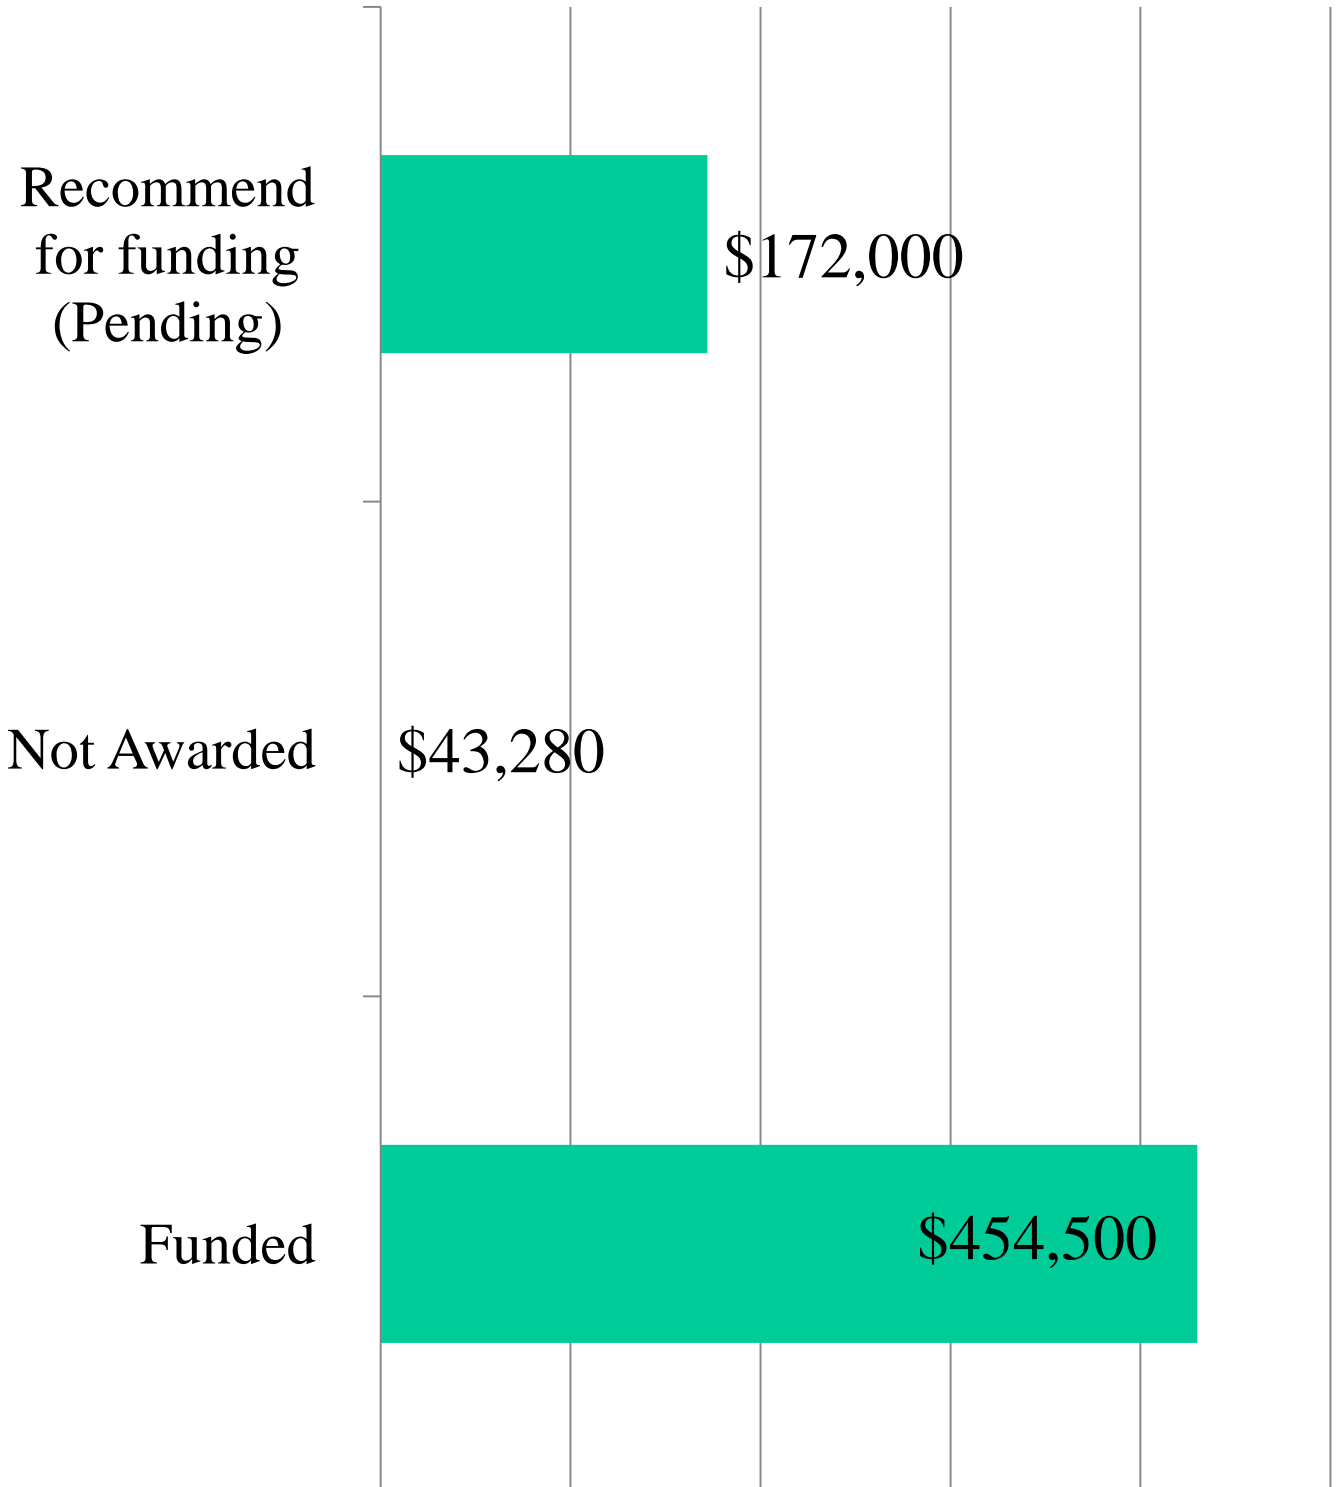 Recommend
for funding
(Pending)
$172,000
Not Awarded
$43,280
Funded
$454,500